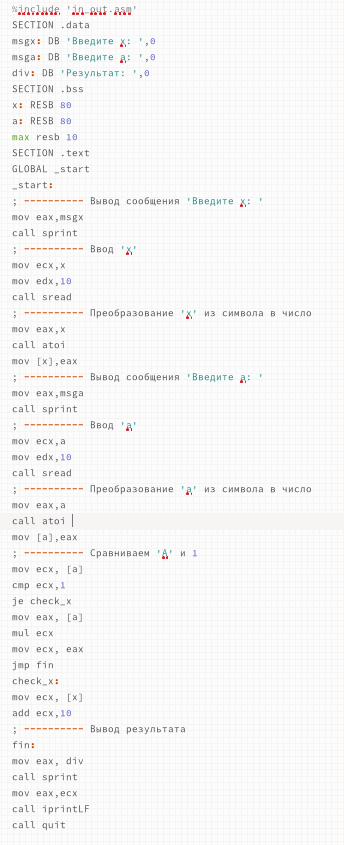 %include 'in_out.asm'
SECTION .data
msgx: DB 'Введите x: ',0
msga: DB 'Введите a: ',0
div: DB 'Результат: ',0
SECTION .bss
x: RESB 80
a: RESB 80
max resb 10
SECTION .text
GLOBAL _start
_start:
; ---------- Вывод сообщения 'Введите x: '
mov eax,msgx
call sprint
; ---------- Ввод 'x'
mov ecx,x
mov edx,10
call sread
; ---------- Преобразование 'x' из символа в число
mov eax,x
call atoi
mov [x],eax
; ---------- Вывод сообщения 'Введите a: '
mov eax,msga
call sprint
; ---------- Ввод 'a'
mov ecx,a
mov edx,10
call sread
; ---------- Преобразование 'a' из символа в число
mov eax,a
call atoi
mov [a],eax
; ---------- Сравниваем 'A' и 1
mov ecx, [a]
cmp ecx,1
je check_x
mov eax, [a]
mul ecx
mov ecx, eax
jmp fin
check_x:
mov ecx, [x]
add ecx,10
; ---------- Вывод результата
fin:
mov eax, div
call sprint
mov eax,ecx
call iprintLF
call quit